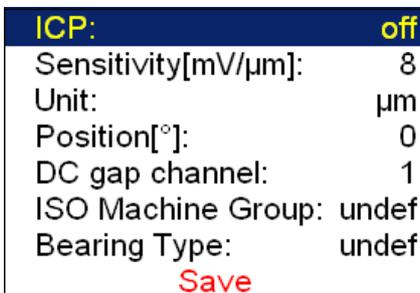 ICP: off
Sensitivity[mV/µm]: 8
Unit: µm
Position[°]: 0
DC gap channel: 1
ISO Machine Group: undef
Bearing Type: undef
Save